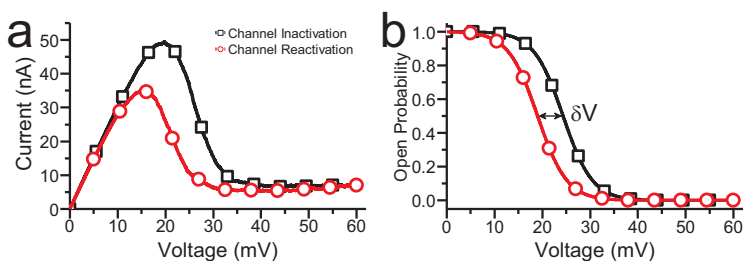 a
Channel Inactivation
Channel Reactivation
Current (nA)
50
40
30
20
10
0
0 10 20 30 40 50 60
Voltage (mV)
b
δV
Open Probability
1.0
0.8
0.6
0.4
0.2
0.0
0 10 20 30 40 50 60
Voltage (mV)